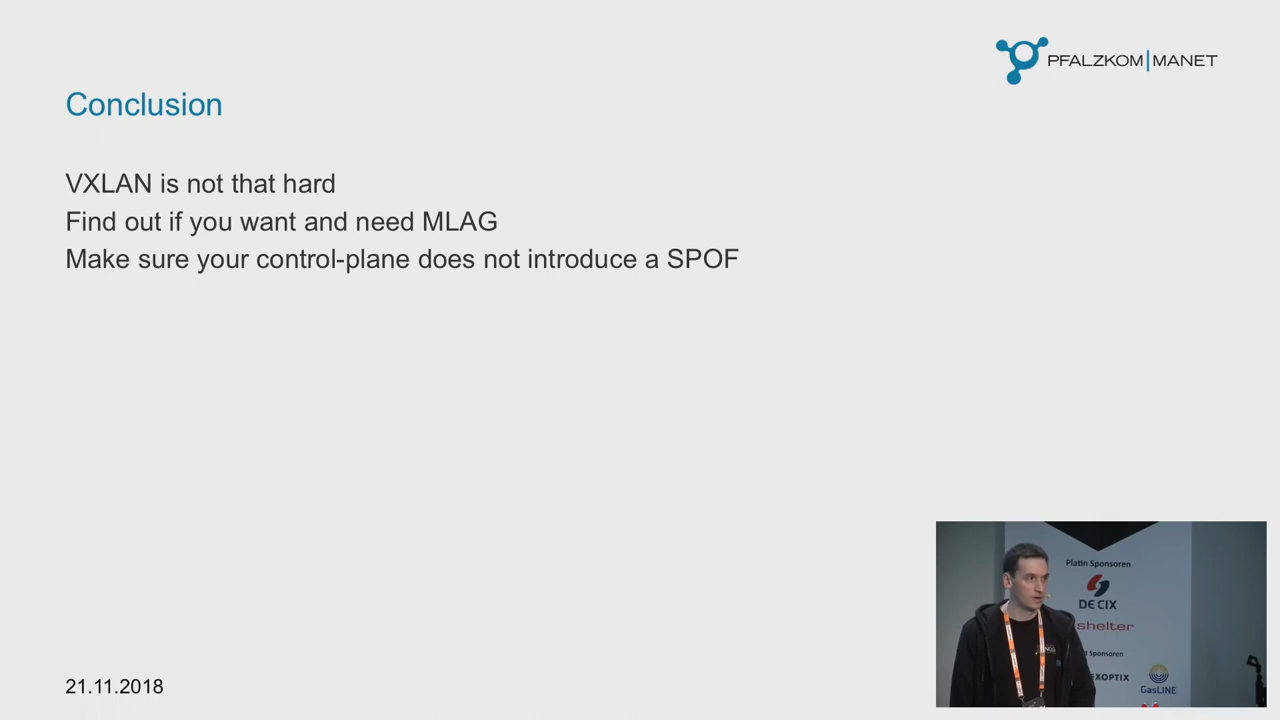 PFALZKOM|MANET
Conclusion
VXLAN is not that hard
Find out if you want and need MLAG
Make sure your control-plane does not introduce a SPOF
Platin Sponsoren
DE CIX
shelter
Sponsoren
EXOPTIX
GasLINE
21.11.2018